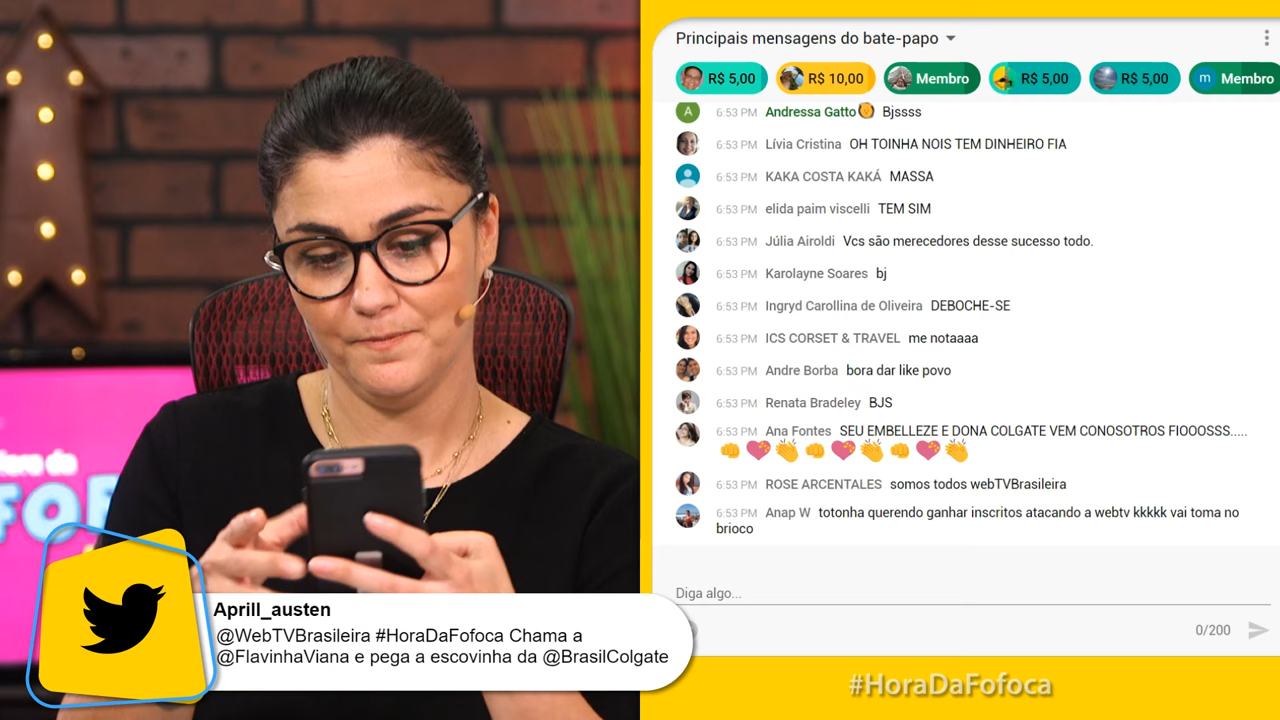 Principais mensagens do bate-papo
R$ 5,00
R$ 10,00
Membro
R$ 5,00
R$ 5,00
m Membro
A 6:53 PM Andressa Gatto Bjssss
6:53 PM Lívia Cristina OH TOINHA NOIS TEM DINHEIRO FIA
6:53 PM KAKA COSTA KAKÁ MASSA
6:53 PM elida paim viscelli TEM SIM
6:53 PM Júlia Airoldi Vcs são merecedores desse sucesso todo.
6:53 PM Karolayne Soares bj
6:53 PM Ingryd Carollina de Oliveira DEBOCHE-SE
6:53 PM ICS CORSET & TRAVEL me notaaaa
6:53 PM Andre Borba bora dar like povo
6:53 PM Renata Bradeley BJS
6:53 PM Ana Fontes SEU EMBELLEZE E DONA COLGATE VEM CONOSOTROS FIOOOSSS.....
👊💖👏👊💖👏👊💖👏
6:53 PM ROSE ARCENTALES somos todos webTVBrasileira
6:53 PM Anap W totonha querendo ganhar inscritos atacando a webtv kkkkk vai toma no
brioco
Diga algo...
0/200
#HoraDaFofoca
Aprill_austen
@WebTVBrasileira #HoraDaFofoca Chama a
@FlavinhaViana e pega a escovinha da @BrasilColgate